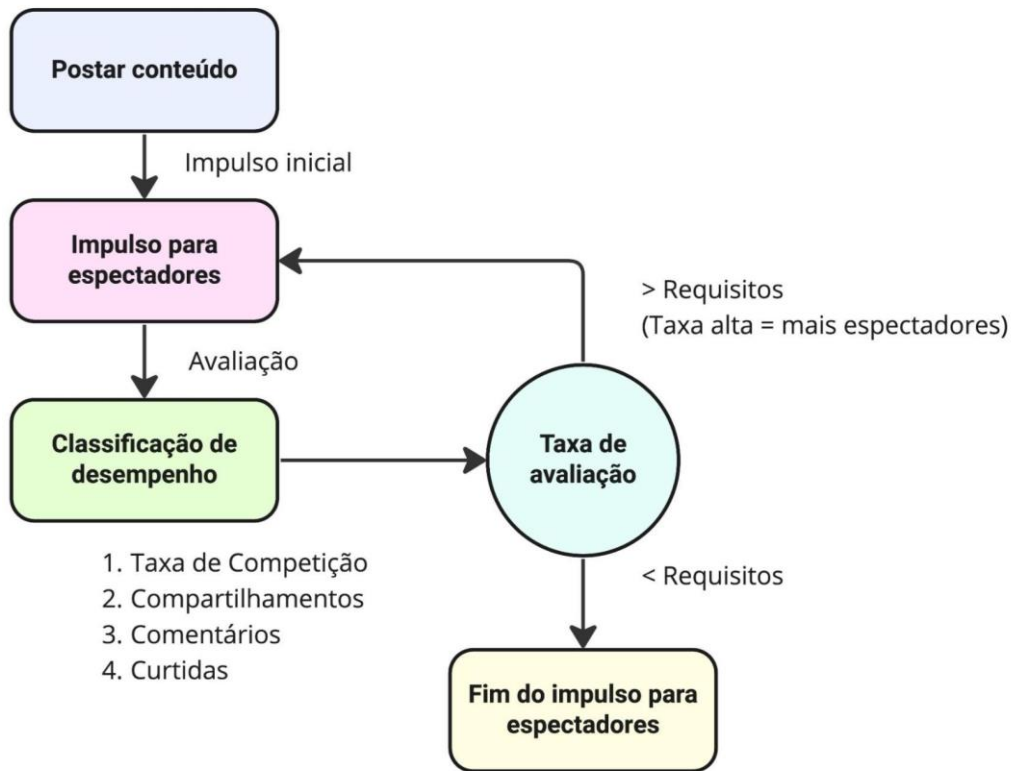 Postar conteúdo
Impulso inicial
Impulso para
espectadores
> Requisitos
(Taxa alta = mais espectadores)
Avaliação
Classificação de
desempenho
Taxa de
avaliação
1. Taxa de Competição
2. Compartilhamentos
3. Comentários
4. Curtidas
< Requisitos
Fim do impulso para
espectadores